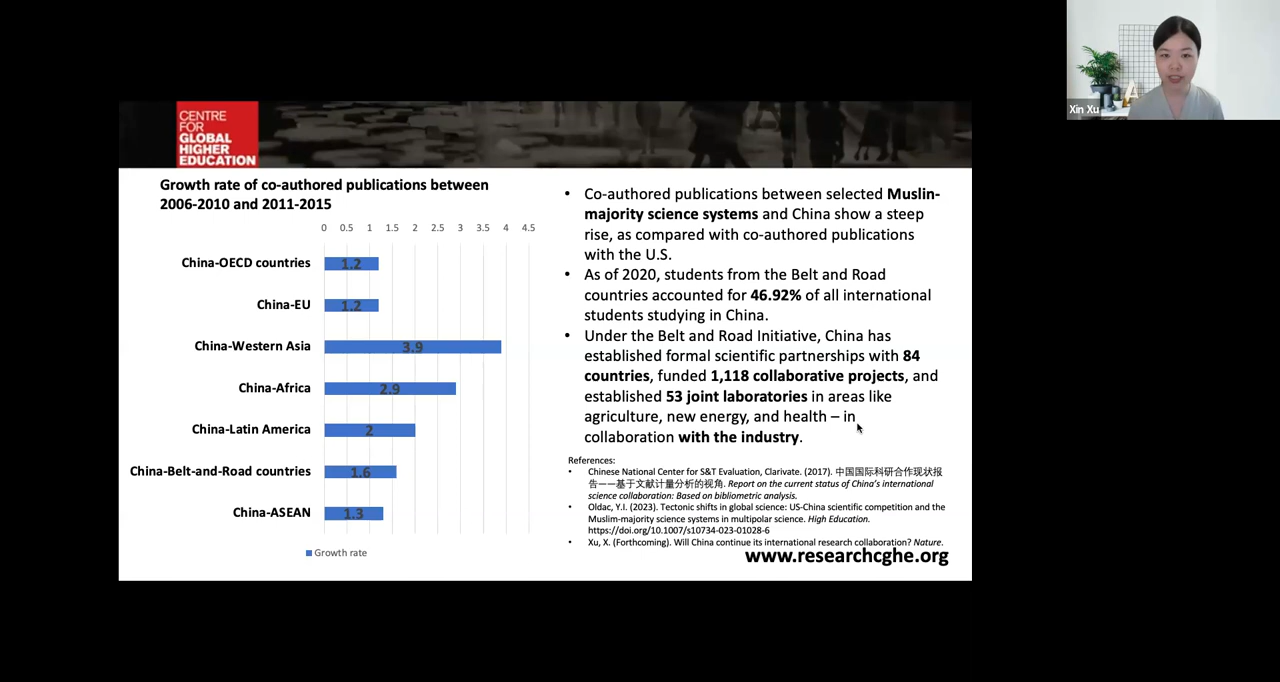 Xin Xu
CENTRE
FOR
GLOBAL
HIGHER
EDUCATION
Growth rate of co-authored publications between
2006-2010 and 2011-2015
0 0.5 1 1.5 2 2.5 3 3.5 4 4.5
China-OECD countries 1.2
China-EU 1.2
China-Western Asia 3.9
China-Africa 2.9
China-Latin America 2
China-Belt-and-Road countries 1.6
China-ASEAN 1.3
Growth rate
• Co-authored publications between selected Muslin-
majority science systems and China show a steep
rise, as compared with co-authored publications
with the U.S.
• As of 2020, students from the Belt and Road
countries accounted for 46.92% of all international
students studying in China.
• Under the Belt and Road Initiative, China has
established formal scientific partnerships with 84
countries, funded 1,118 collaborative projects, and
established 53 joint laboratories in areas like
agriculture, new energy, and health – in
collaboration with the industry.
References:
• Chinese National Center for S&T Evaluation, Clarivate. (2017). 中国国际科研合作现状报
告——基于文献计量分析的视角. Report on the current status of China's international
science collaboration: Based on bibliometric analysis.
• Oldac, Y.I. (2023). Tectonic shifts in global science: US-China scientific competition and the
Muslim-majority science systems in multipolar science. High Education.
https://doi.org/10.1007/s10734-023-01028-6
• Xu, X. (Forthcoming). Will China continue its international research collaboration? Nature.
www.researchcghe.org